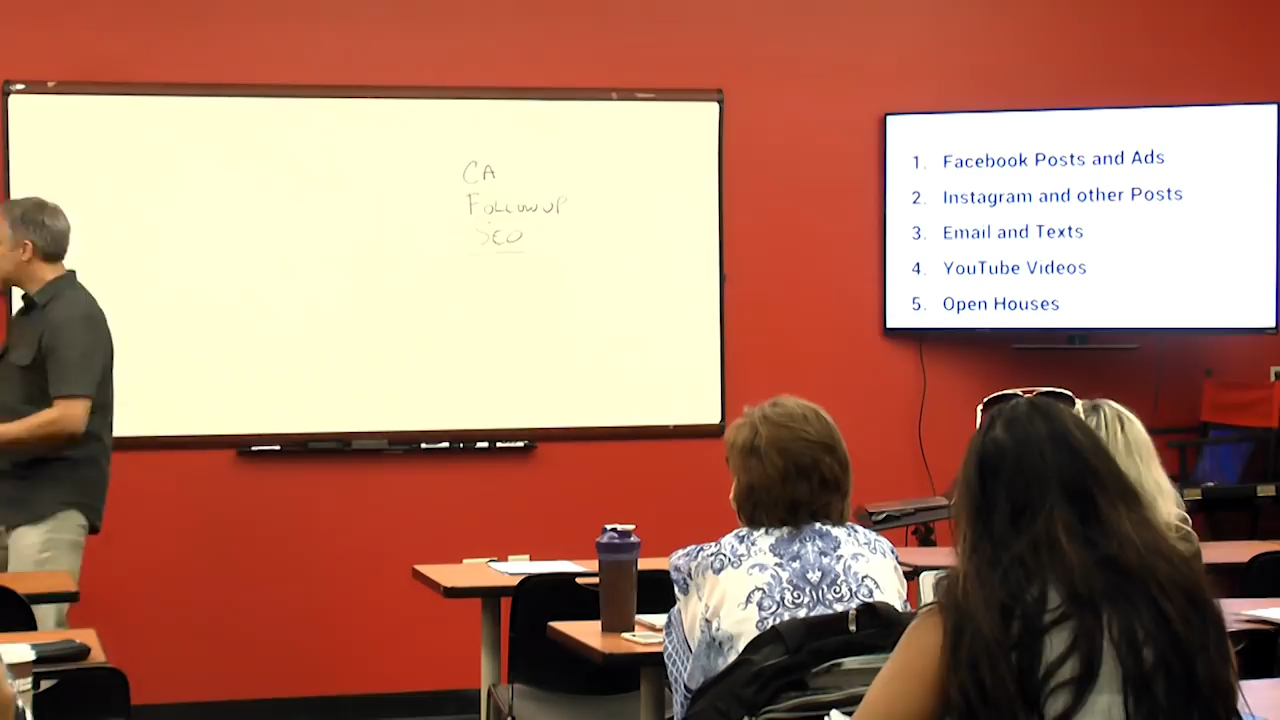 CA
FOLLOWUP
SEO
1. Facebook Posts and Ads
2. Instagram and other Posts
3. Email and Texts
4. YouTube Videos
5. Open Houses